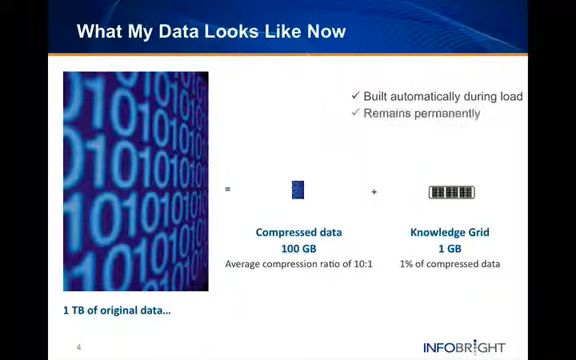 What My Data Looks Like Now
✓ Built automatically during load
✓ Remains permanently
=
+
Compressed data
100 GB
Average compression ratio of 10:1
Knowledge Grid
1 GB
1% of compressed data
1 TB of original data…
4
INFOBRIGHT